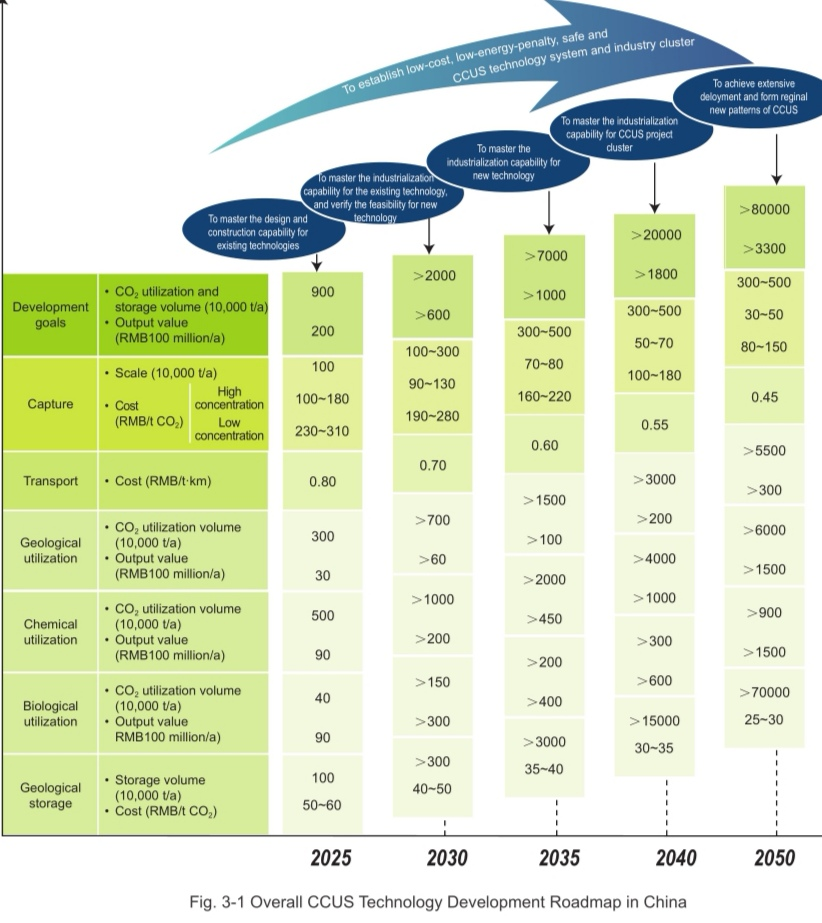 To establish low-cost, low-energy-penalty, safe and
CCUS technology system and industry cluster
To achieve extensive
deloyment and form reginal
new patterns of CCUS
To master the industrialization
capability for CCUS project
cluster
To master the
industrialization capability for
new technology
To master the industrialization
capability for the existing technology,
and verify the feasibility for new
technology
To master the design and
construction capability for
existing technologies
Development
goals
• CO₂ utilization and
storage volume (10,000 t/a)
• Output value
(RMB100 million/a)
Capture
• Scale (10,000 t/a)
• Cost
(RMB/t CO₂)
High
concentration
Low
concentration
Transport
• Cost (RMB/t·km)
Geological
utilization
• CO₂ utilization volume
(10,000 t/a)
• Output value
(RMB100 million/a)
Chemical
utilization
• CO₂ utilization volume
(10,000 t/a)
• Output value
(RMB100 million/a)
Biological
utilization
• CO₂ utilization volume
(10,000 t/a)
• Output value
RMB100 million/a)
Geological
storage
• Storage volume
(10,000 t/a)
• Cost (RMB/t CO₂)
900
200
100
100~180
230~310
0.80
300
30
500
90
40
90
100
50~60
>2000
>600
100~300
90~130
190~280
0.70
>700
>60
>1000
>200
>150
>300
>300
40~50
>7000
>1000
300~500
70~80
160~220
0.60
>1500
>100
>2000
>450
>200
>400
>3000
35~40
>20000
>1800
300~500
50~70
100~180
0.55
>3000
>200
>4000
>1000
>300
>600
>15000
30~35
>80000
>3300
300~500
30~50
80~150
0.45
>5500
>300
>6000
>1500
>900
>1500
>70000
25~30
2025
2030
2035
2040
2050
Fig. 3-1 Overall CCUS Technology Development Roadmap in China